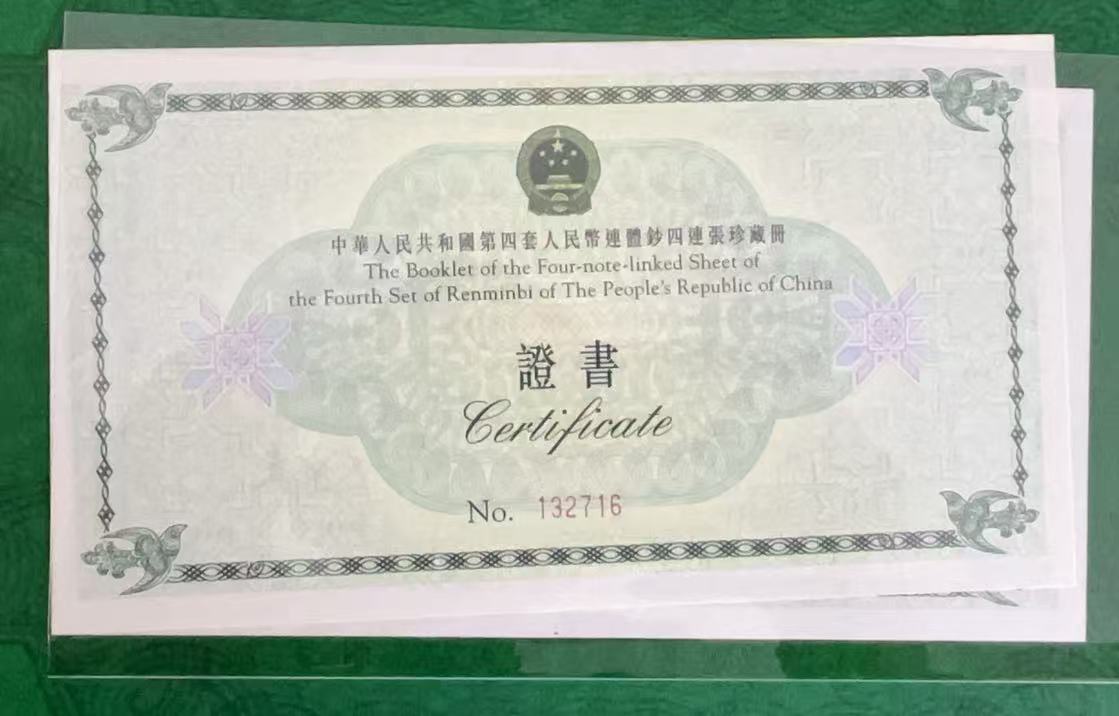 中華人民共和國第四套人民幣連體鈔四連張珍藏冊
The Booklet of the Four-note-linked Sheet of
the Fourth Set of Renminbi of The People's Republic of China
證書
Certificate
No. 132716